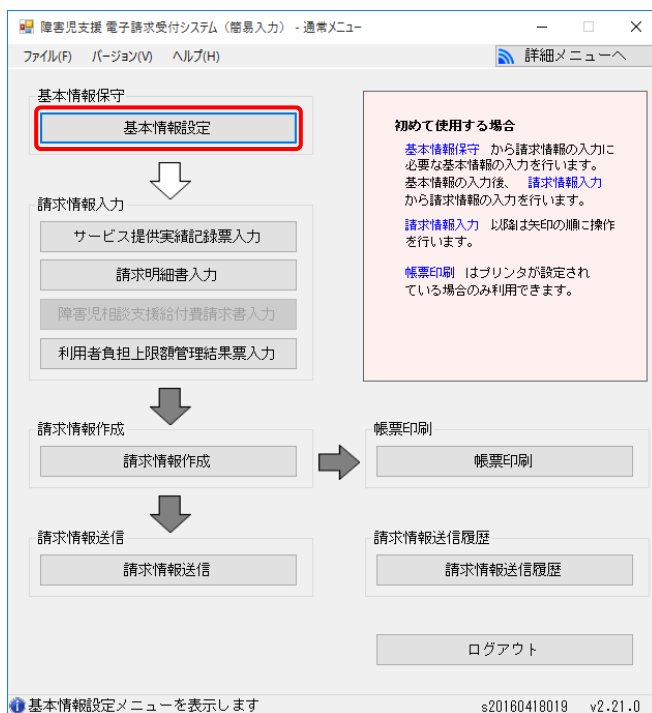 障害児支援 電子請求受付システム（簡易入力） - 通常メニュー
ファイル(F) バージョン(V) ヘルプ(H)
詳細メニューへ
基本情報保守
基本情報設定
請求情報入力
サービス提供実績記録票入力
請求明細書入力
障害児相談支援給付費請求書入力
利用者負担上限額管理結果票入力
初めて使用する場合
基本情報保守 から請求情報の入力に
必要な基本情報の入力を行います。
基本情報の入力後、 請求情報入力
から請求情報の入力を行います。
請求情報入力 以降は矢印の順に操作
を行います。
帳票印刷 はプリンタが設定され
ている場合のみ利用できます。
請求情報作成
請求情報作成
帳票印刷
帳票印刷
請求情報送信
請求情報送信
請求情報送信履歴
請求情報送信履歴
ログアウト
基本情報設定メニューを表示します
s20160418019 v2.21.0